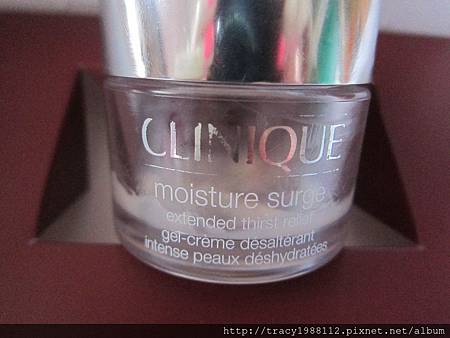 CLINIQUE
moisture surge
extended thirst relief
gel-crème désaltérant
intense peaux déshydratées
http://tracy1988112.pixnet.net/album